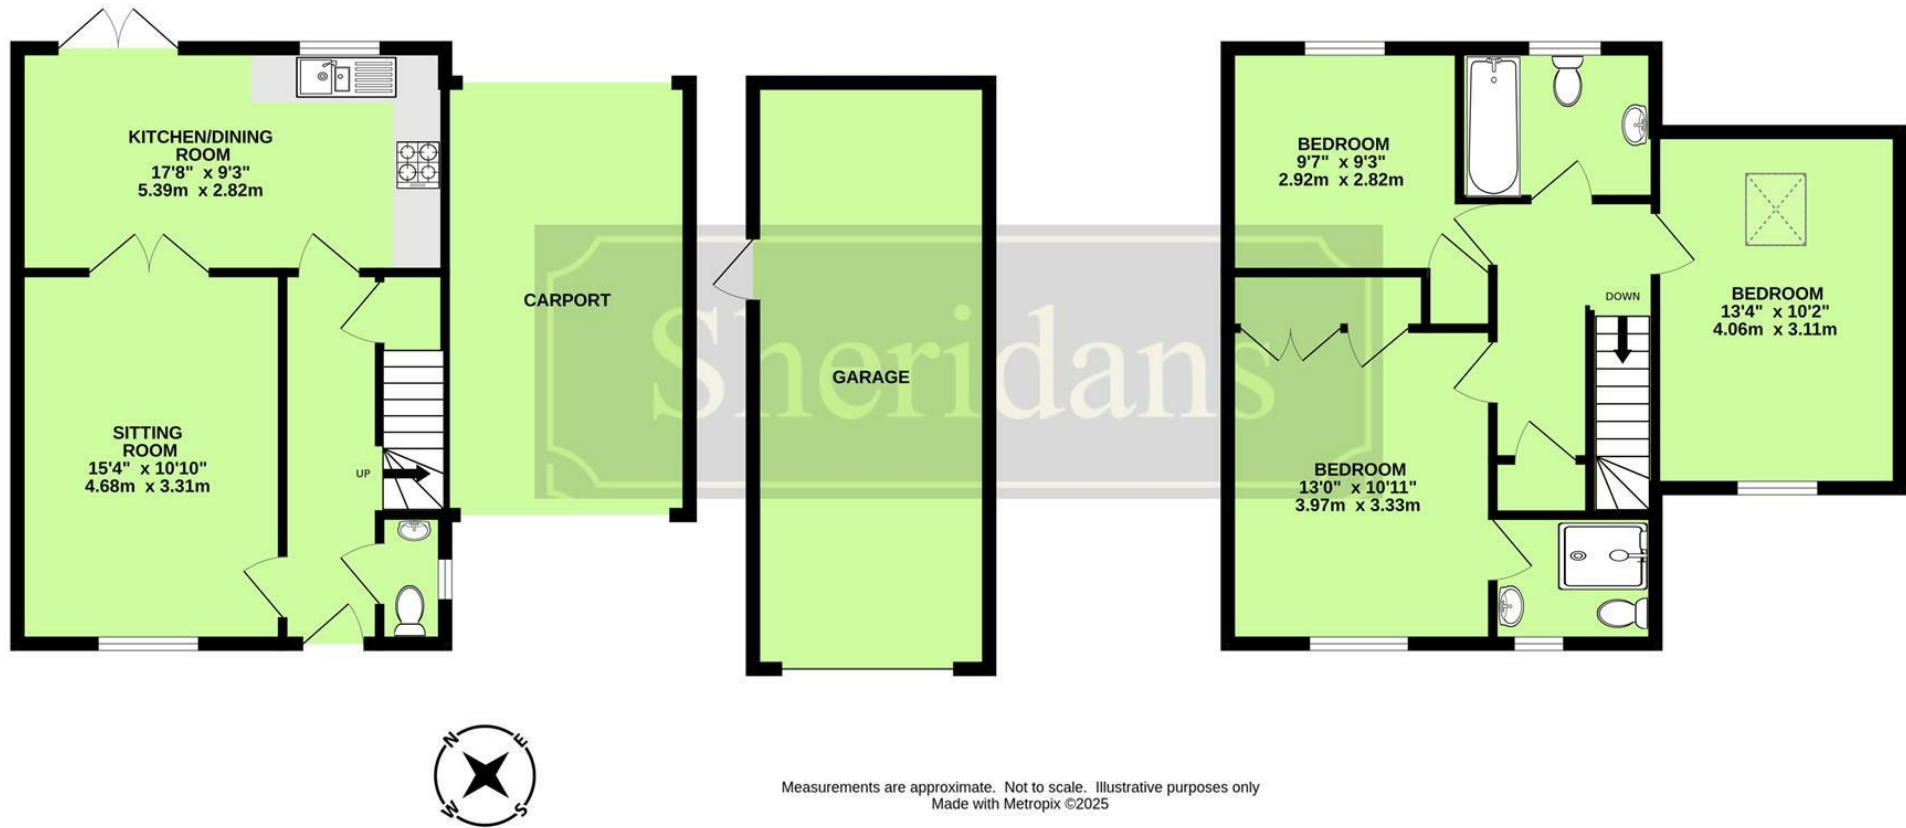 KITCHEN/DINING
ROOM
17'8" x 9'3"
5.39m x 2.82m
SITTING
ROOM
15'4" x 10'10"
4.68m x 3.31m
UP
CARPORT
GARAGE
Sheridans
BEDROOM
9'7" x 9'3"
2.92m x 2.82m
BEDROOM
13'0" x 10'11"
3.97m x 3.33m
DOWN
BEDROOM
13'4" x 10'2"
4.06m x 3.11m
N
E
W
S
Measurements are approximate. Not to scale. Illustrative purposes only
Made with Metropix ©2025